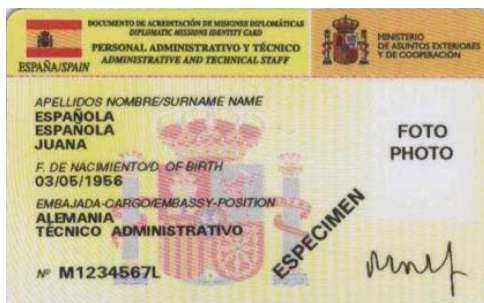 DOCUMENTO DE ACREDITACIÓN DE MISIONES DIPLOMÁTICAS
DIPLOMATIC MISSIONS IDENTITY CARD
PERSONAL ADMINISTRATIVO Y TÉCNICO
ADMINISTRATIVE AND TECHNICAL STAFF
ESPAÑA/SPAIN
MINISTERIO
DE ASUNTOS EXTERIORES
Y DE COOPERACIÓN
APELLIDOS NOMBRE/SURNAME NAME
ESPAÑOLA
ESPAÑOLA
JUANA
FOTO
PHOTO
F. DE NACIMIENTO/D. OF BIRTH
03/05/1956
EMBAJADA-CARGO/EMBASSY-POSITION
ALEMANIA
TÉCNICO ADMINISTRATIVO
ESPECIMEN
Nº M1234567L